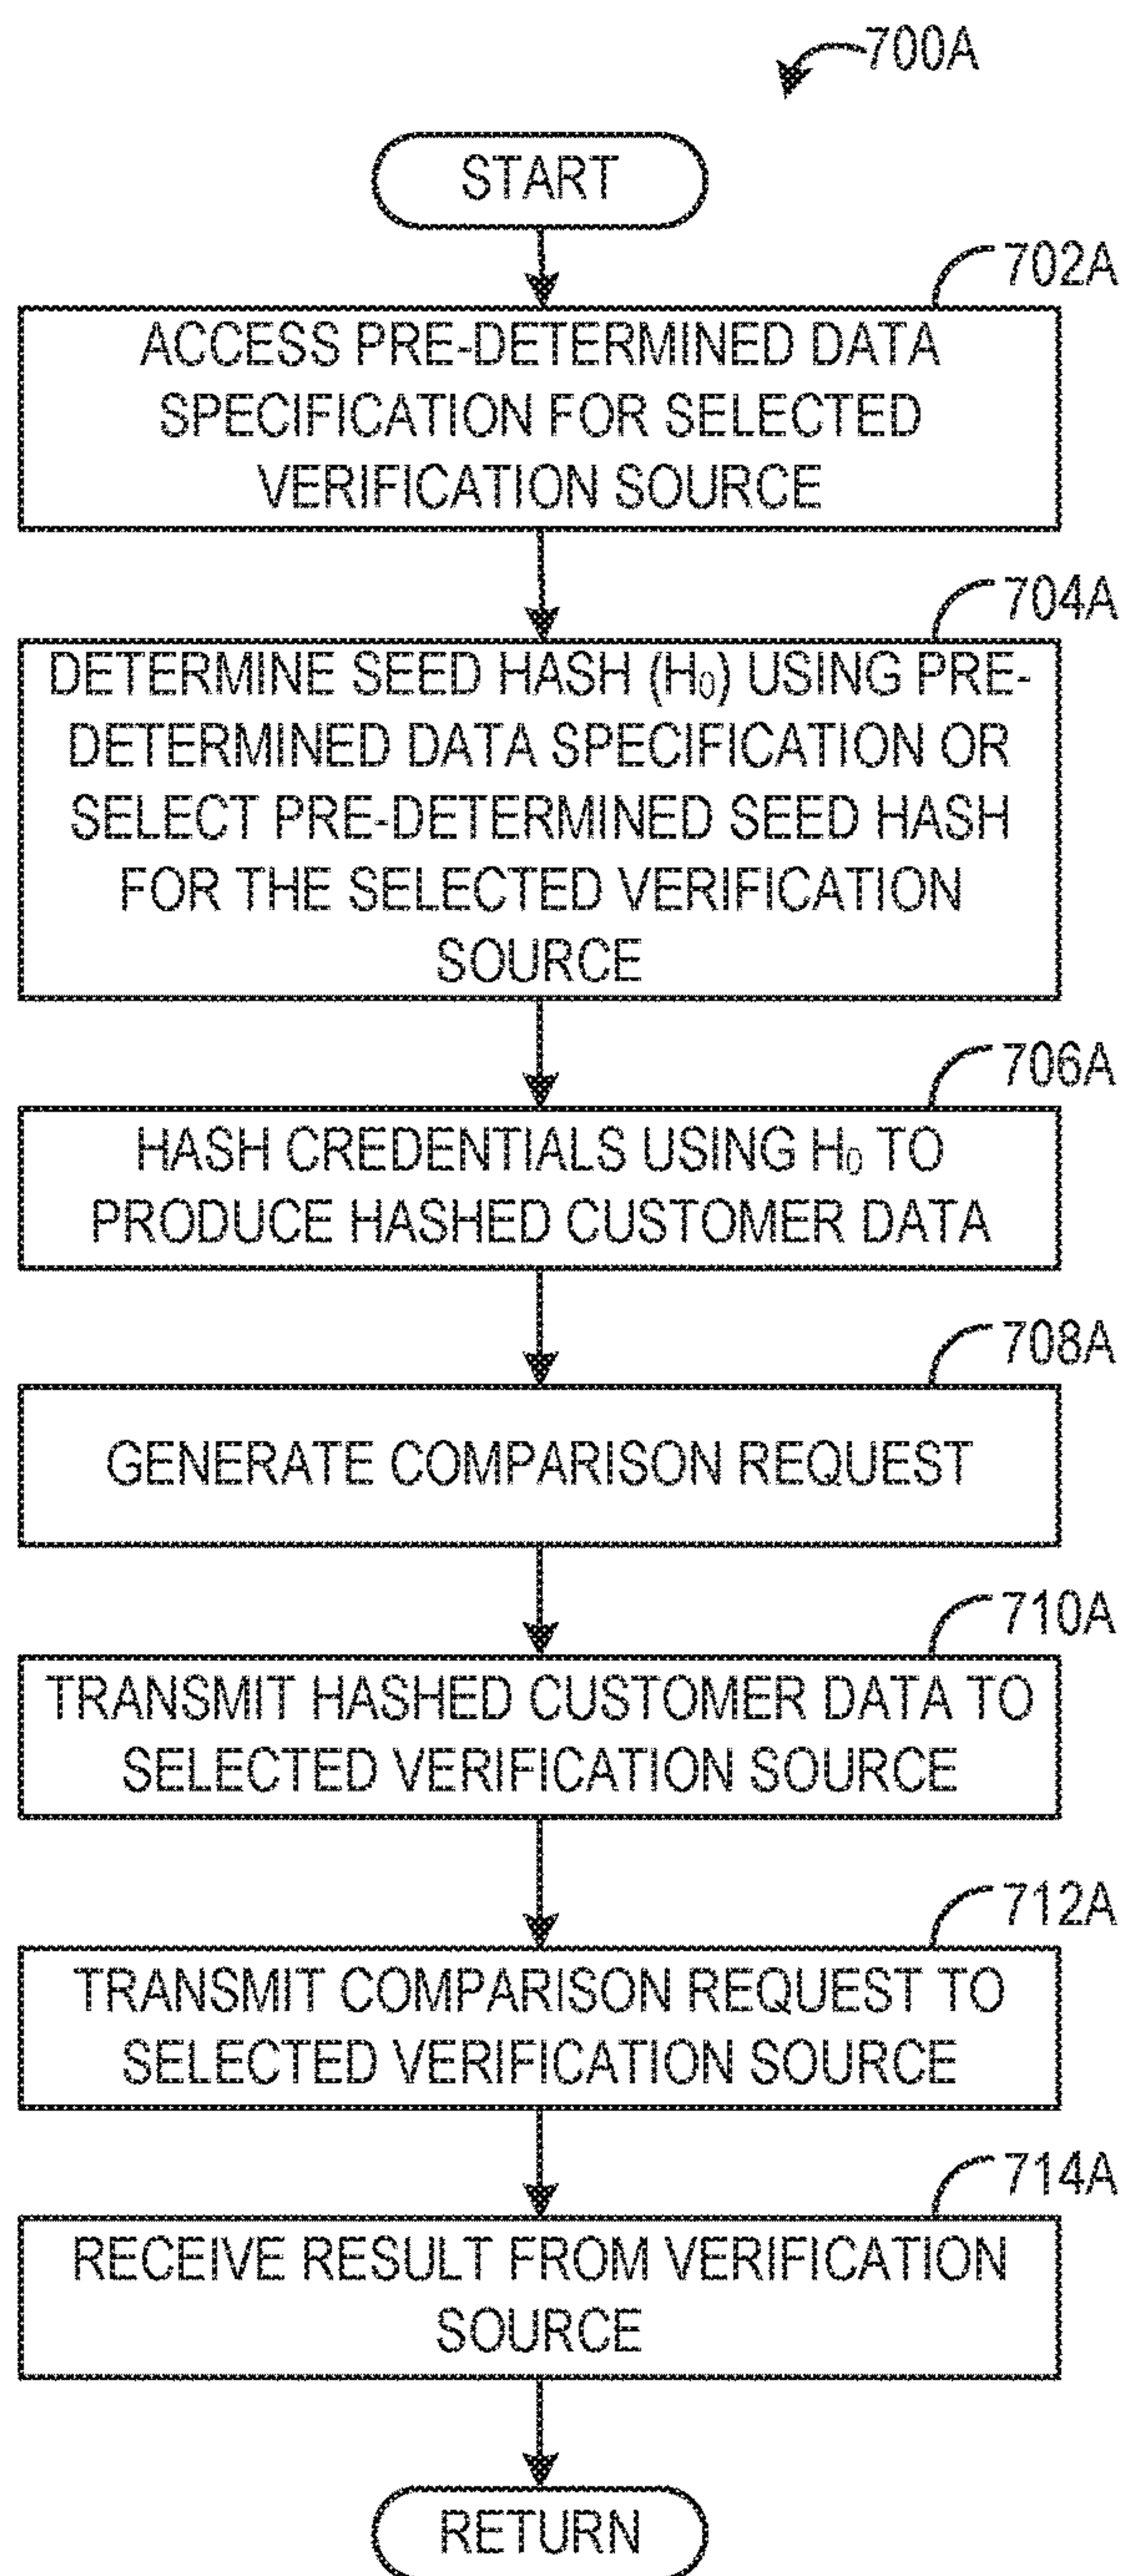 700A
START
702A
ACCESS PRE-DETERMINED DATA
SPECIFICATION FOR SELECTED
VERIFICATION SOURCE
704A
DETERMINE SEED HASH (H₀) USING PRE-
DETERMINED DATA SPECIFICATION OR
SELECT PRE-DETERMINED SEED HASH
FOR THE SELECTED VERIFICATION
SOURCE
706A
HASH CREDENTIALS USING H₀ TO
PRODUCE HASHED CUSTOMER DATA
708A
GENERATE COMPARISON REQUEST
710A
TRANSMIT HASHED CUSTOMER DATA TO
SELECTED VERIFICATION SOURCE
712A
TRANSMIT COMPARISON REQUEST TO
SELECTED VERIFICATION SOURCE
714A
RECEIVE RESULT FROM VERIFICATION
SOURCE
RETURN